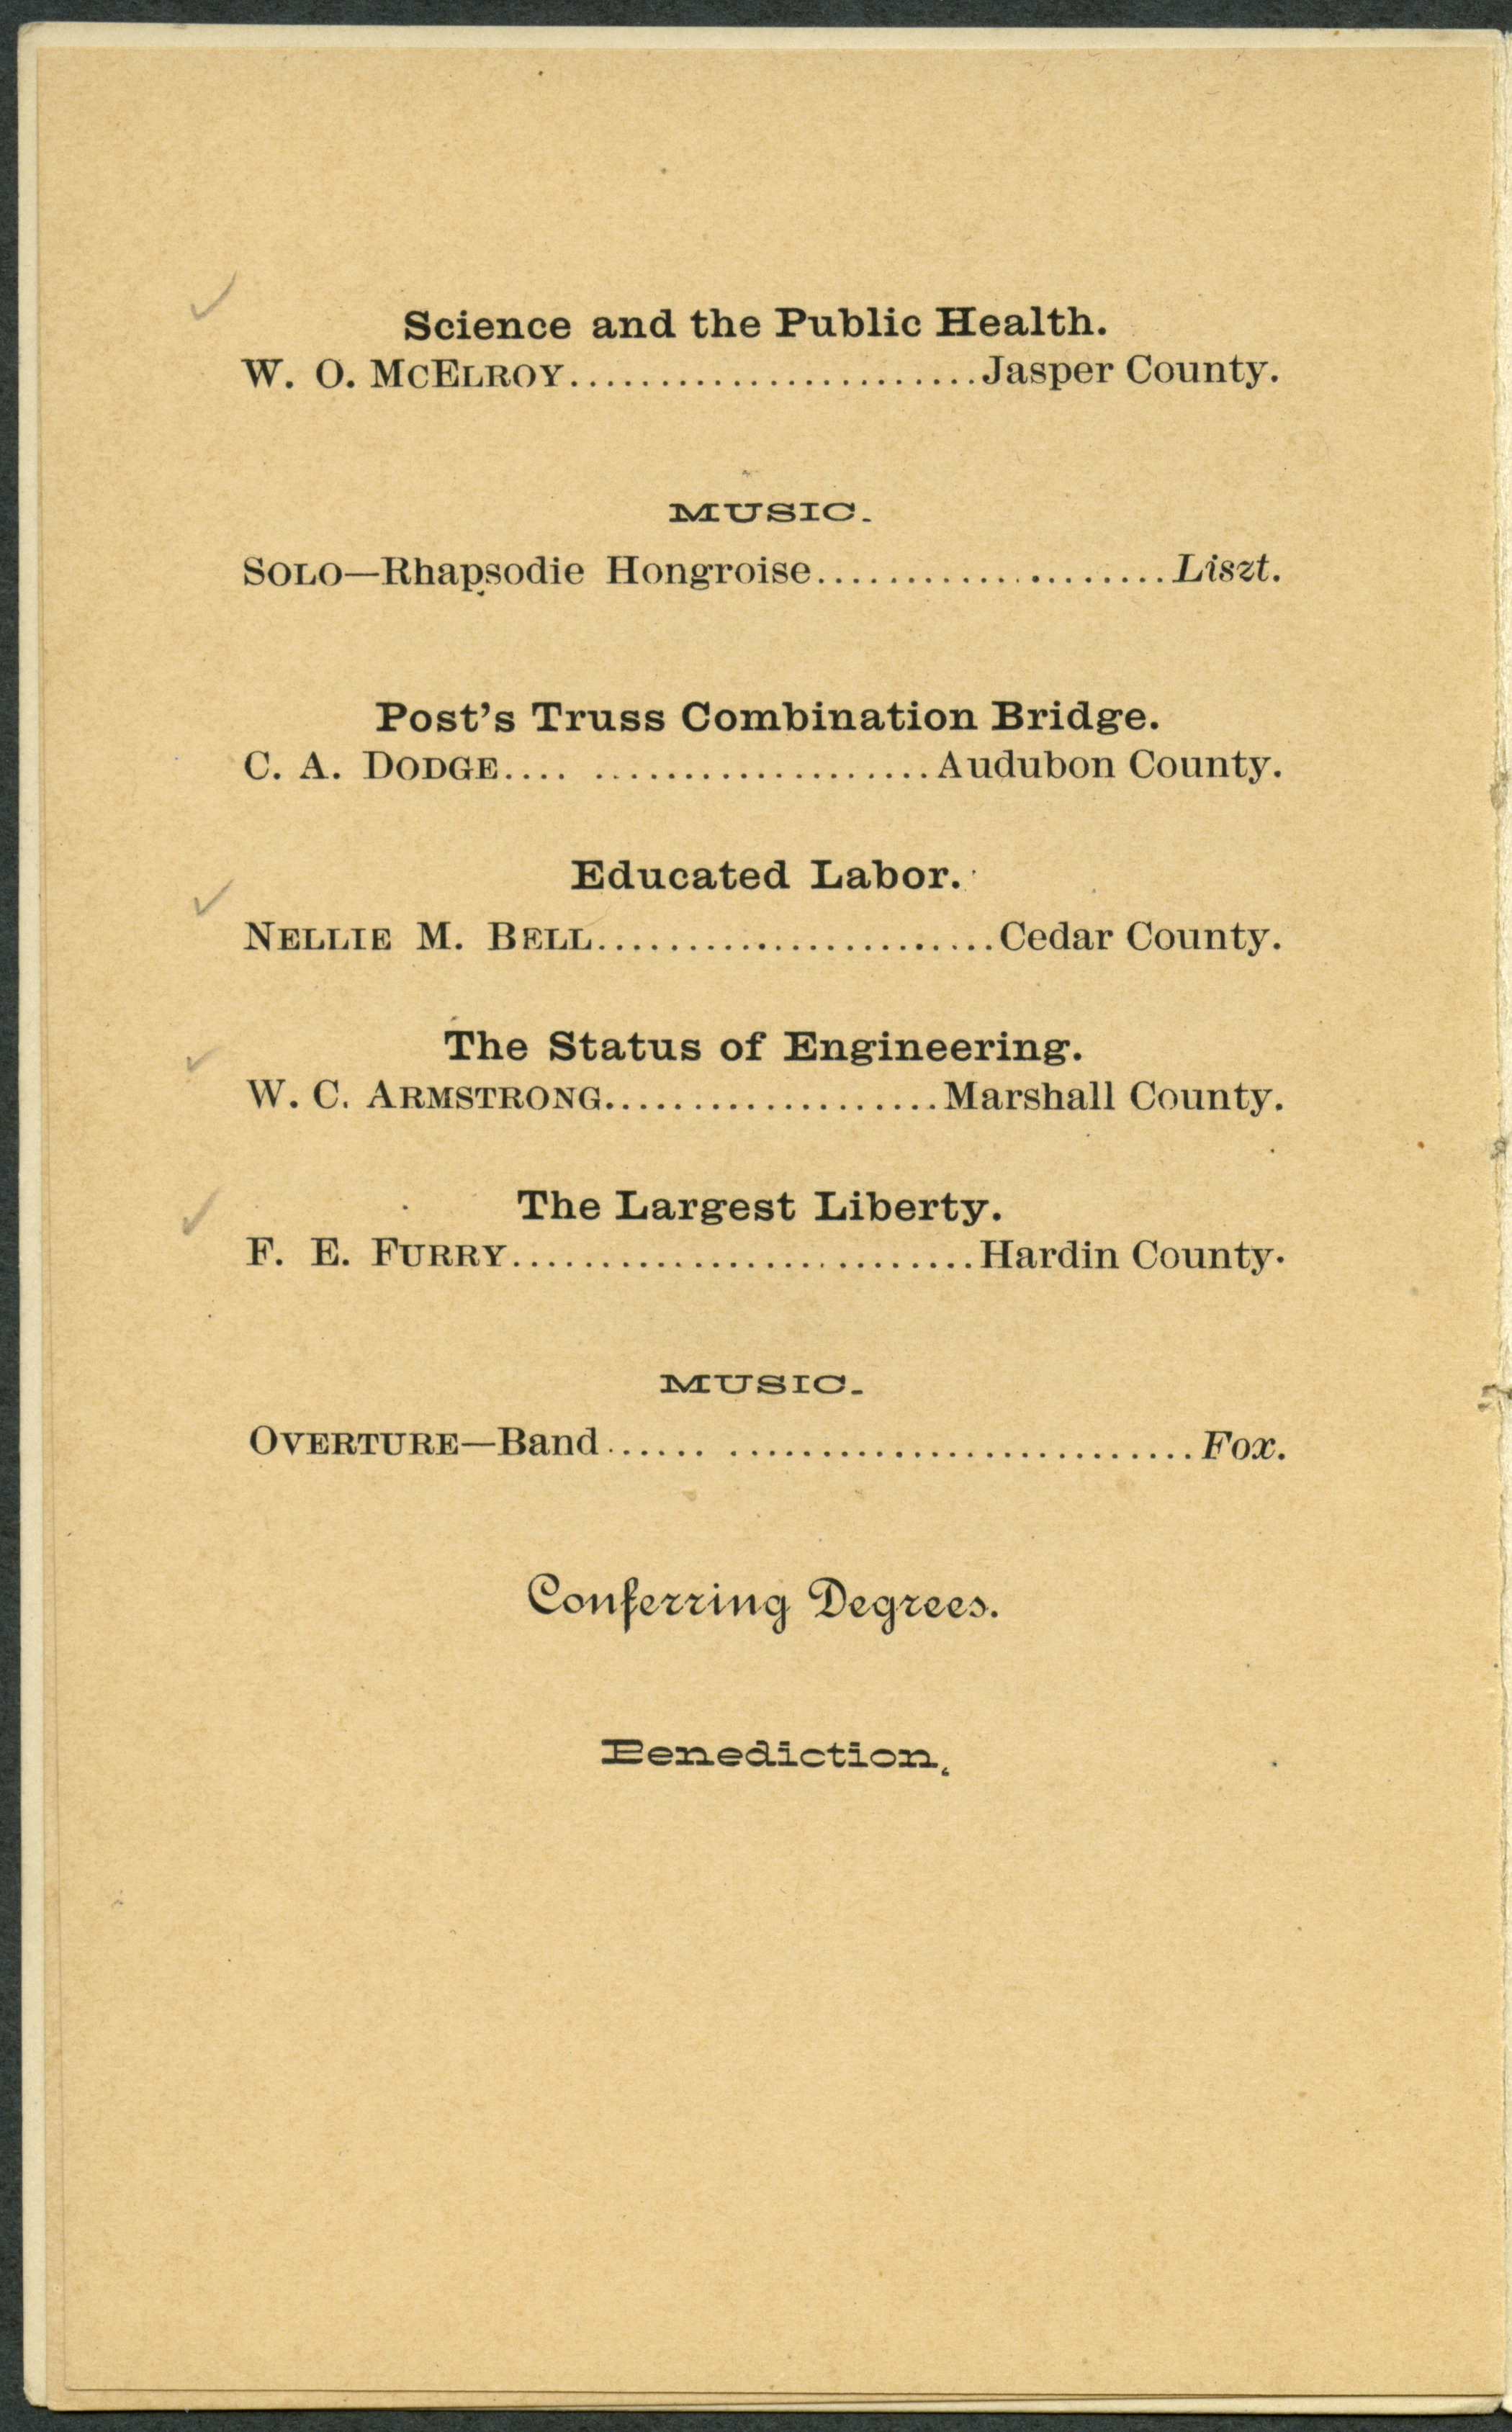 Science and the Public Health.
W. O. MCELROY.......................Jasper County.
MUSIC.
SOLO—Rhapsodie Hongroise....................Liszt.
Post's Truss Combination Bridge.
C. A. DODGE.... ...................Audubon County.
Educated Labor.
NELLIE M. BELL......................Cedar County.
The Status of Engineering.
W. C. ARMSTRONG...................Marshall County.
The Largest Liberty.
F. E. FURRY..........................Hardin County.
MUSIC.
OVERTURE—Band...... ..........................Fox.
Conferring Degrees.
Benediction.